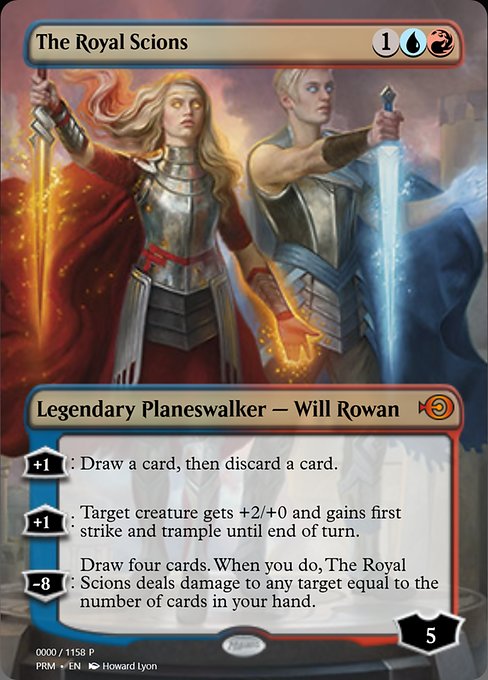 The Royal Scions 1
Legendary Planeswalker — Will Rowan
+1 : Draw a card, then discard a card.
+1 : Target creature gets +2/+0 and gains first
strike and trample until end of turn.
Draw four cards. When you do, The Royal
-8 : Scions deals damage to any target equal to the
number of cards in your hand.
5
0000 / 1158 P
PRM • EN Howard Lyon